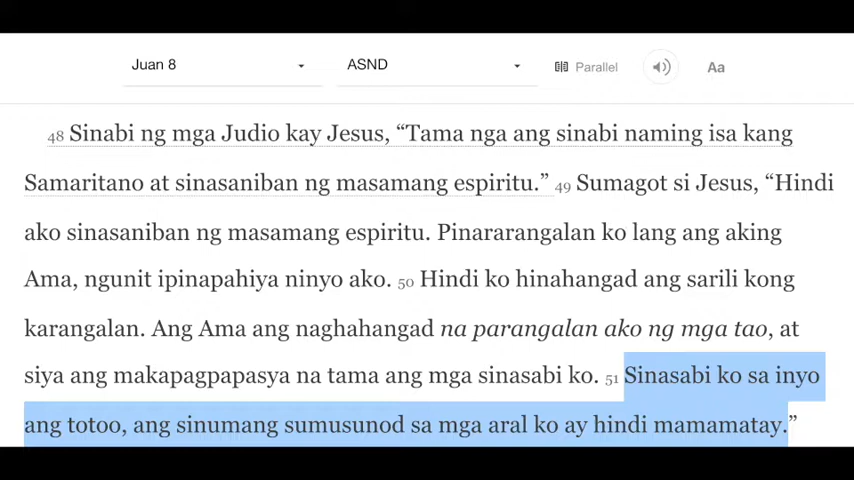 Juan 8 ASND Parallel Aa
48 Sinabi ng mga Judio kay Jesus, “Tama nga ang sinabi naming isa kang
Samaritano at sinasaniban ng masamang espiritu.” 49 Sumagot si Jesus, “Hindi
ako sinasaniban ng masamang espiritu. Pinararangalan ko lang ang aking
Ama, ngunit ipinapahiya ninyo ako. 50 Hindi ko hinahangad ang sarili kong
karangalan. Ang Ama ang naghahangad na parangalan ako ng mga tao, at
siya ang makapagpapasya na tama ang mga sinasabi ko. 51 Sinasabi ko sa inyo
ang totoo, ang sinumang sumusunod sa mga aral ko ay hindi mamamatay.”